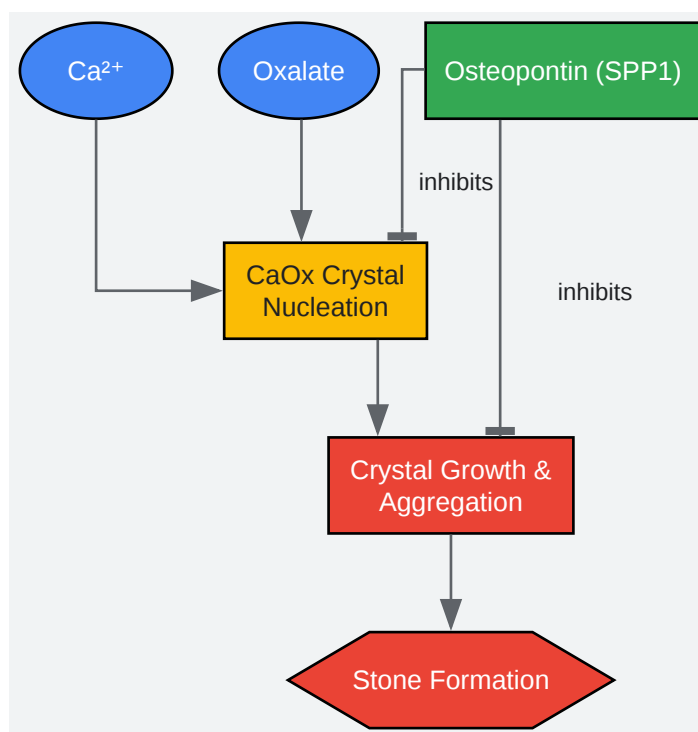 Ca²⁺
Oxalate
Osteopontin (SPP1)
inhibits
CaOx Crystal
Nucleation
inhibits
Crystal Growth &
Aggregation
Stone Formation